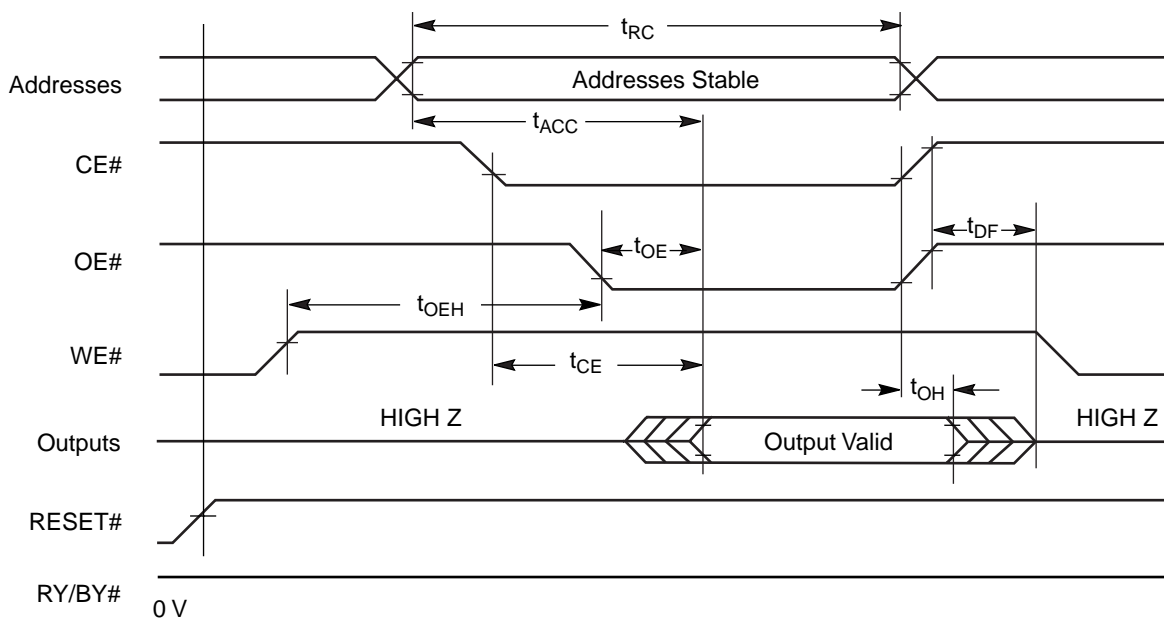 tRC
Addresses
Addresses Stable
tACC
CE#
tDF
OE#
tOE
tOEH
WE#
tCE
tOH
HIGH Z
HIGH Z
Outputs
Output Valid
RESET#
RY/BY#
0 V